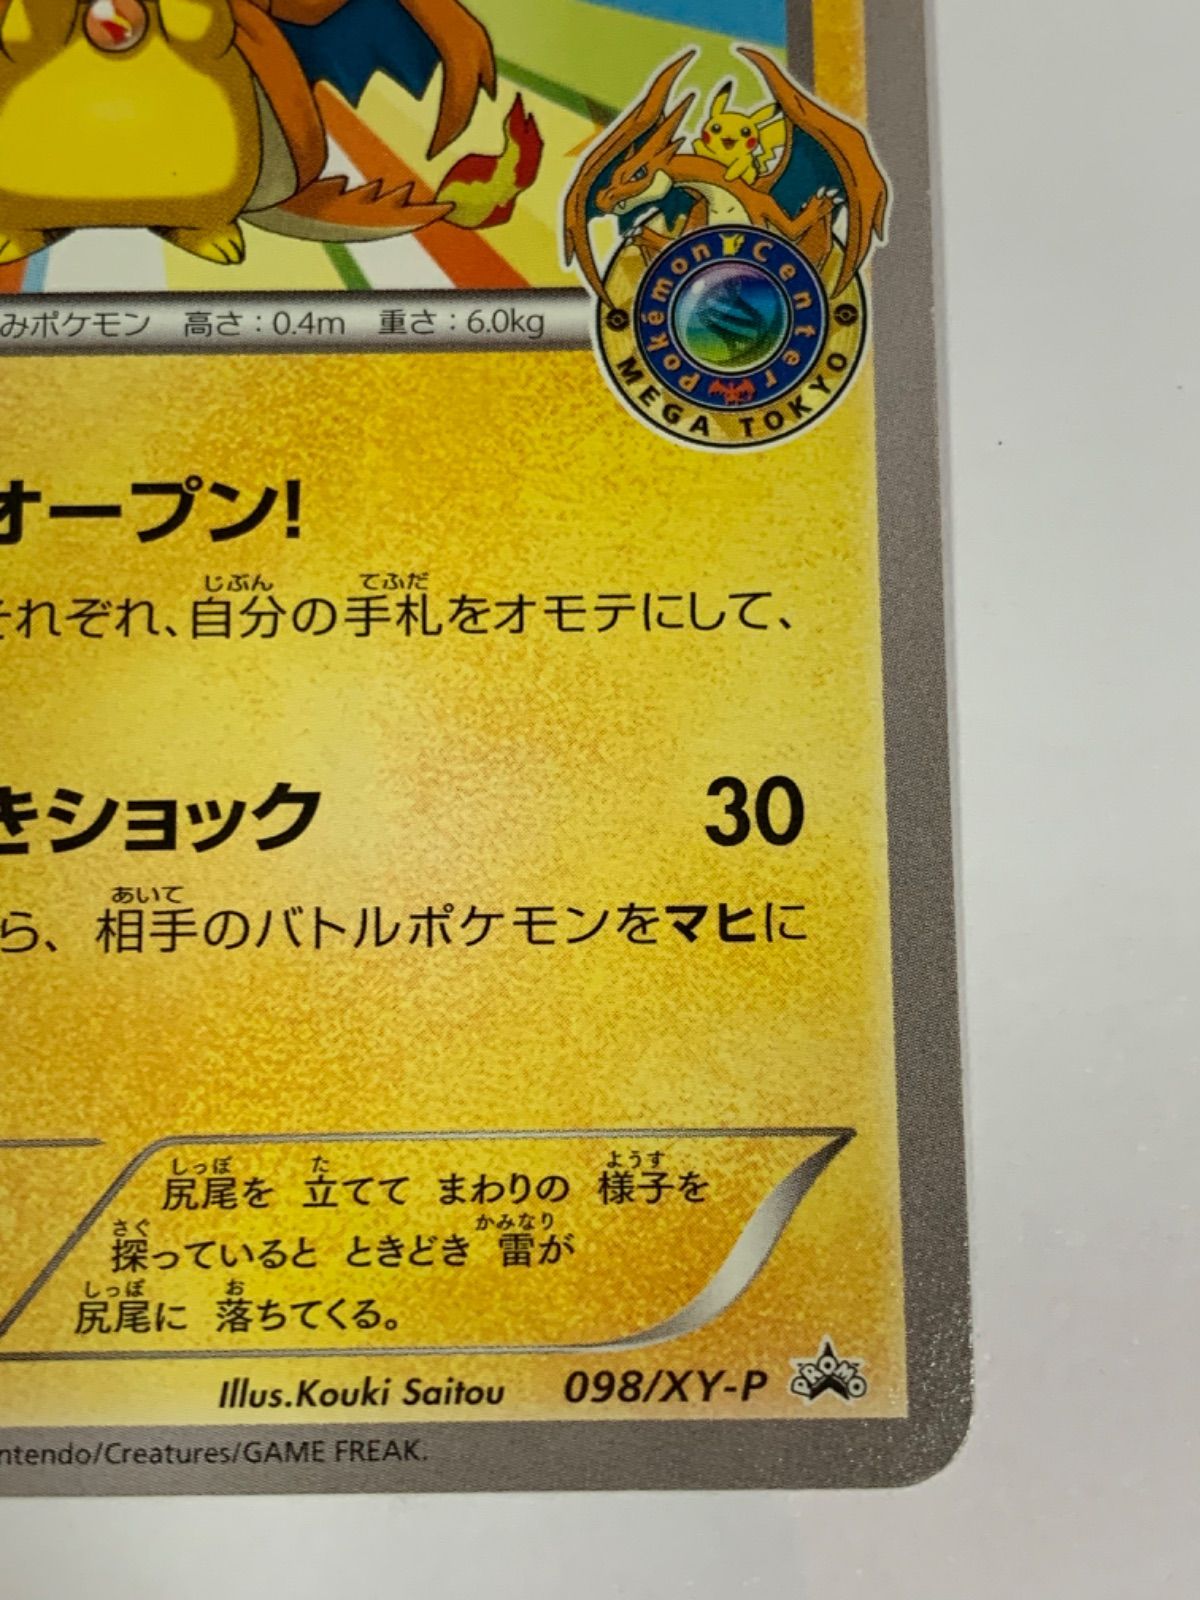 Pokémon Center
MEGA TOKYO
みポケモン 高さ:0.4m 重さ:6.0kg
オープン!
じぶん てふだ
それぞれ、自分の手札をオモテにして、
きショック 30
あいて
ら、相手のバトルポケモンをマヒに
しっぽ た ようす
尻尾を 立てて まわりの 様子を
さぐ かみなり
探っていると ときどき 雷が
しっぽ お
尻尾に 落ちてくる。
Illus.Kouki Saitou 098/XY-P PROMO
ntendo/Creatures/GAME FREAK.